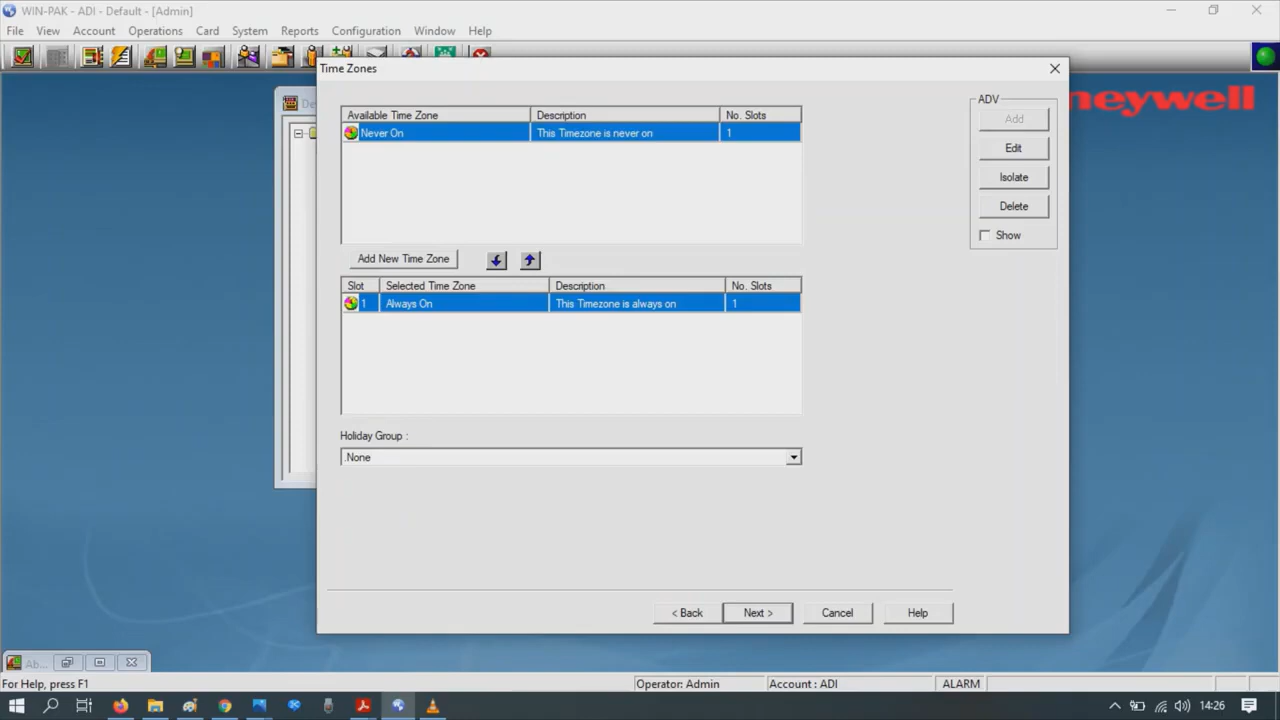 WIN-PAK - ADI - Default - [Admin]
File View Account Operations Card System Reports Configuration Window Help
Time Zones
neywell
De
ADV
Available Time Zone Description No. Slots
Add
Never On This Timezone is never on 1
Edit
Isolate
Delete
Show
Add New Time Zone
Slot Selected Time Zone Description No. Slots
1 Always On This Timezone is always on 1
Holiday Group :
.None
< Back Next > Cancel Help
Ab...
For Help, press F1 Operator: Admin Account : ADI ALARM
14:26